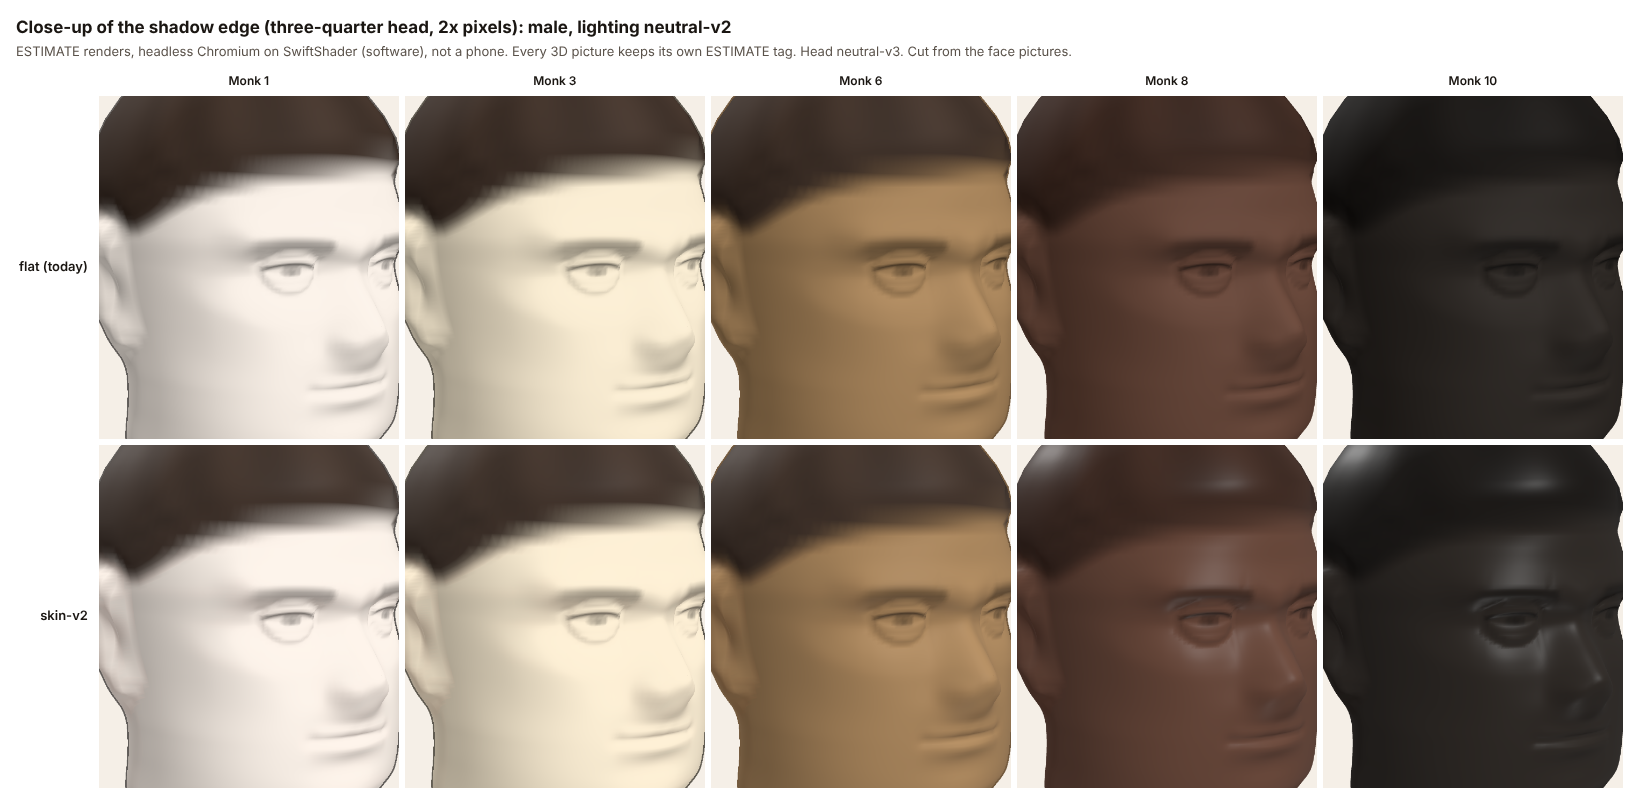 Close-up of the shadow edge (three-quarter head, 2x pixels): male, lighting neutral-v2
ESTIMATE renders, headless Chromium on SwiftShader (software), not a phone. Every 3D picture keeps its own ESTIMATE tag. Head neutral-v3. Cut from the face pictures.
Monk 1 Monk 3 Monk 6 Monk 8 Monk 10
flat (today)
skin-v2